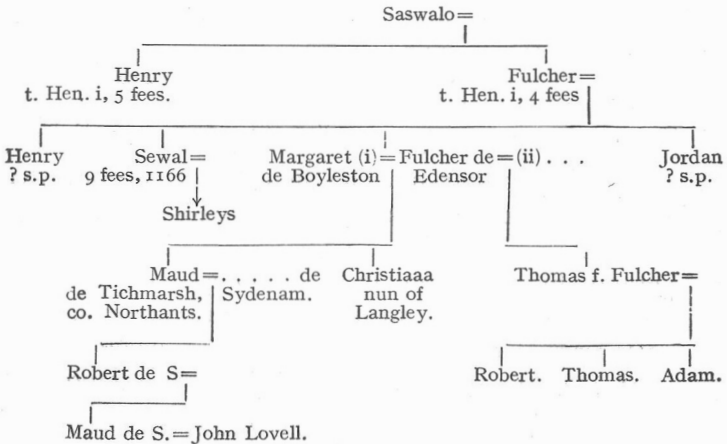 Saswalo=
Henry Fulcher=
t. Hen. i, 5 fees. t. Hen. i, 4 fees
Henry Sewal= Margaret (i)=Fulcher de=(ii) . . . Jordan
? s.p. 9 fees, 1166 de Boyleston Edensor ? s.p.
Shirleys
Maud=. . . . . de Christiaaa Thomas f. Fulcher=
de Tichmarsh, Sydenam. nun of
co. Northants. Langley.
Robert de S= Robert. Thomas. Adam.
Maud de S.=John Lovell.